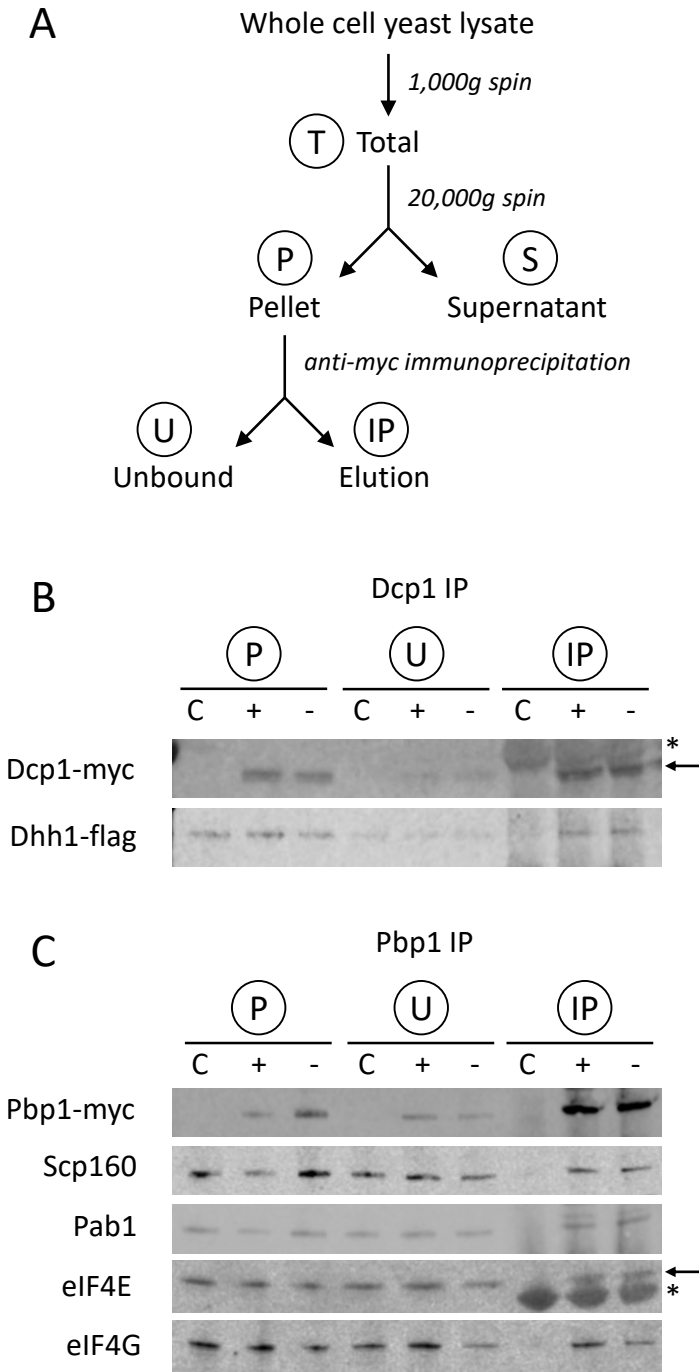 A
Whole cell yeast lysate
1,000g spin
T Total
20,000g spin
P S
Pellet Supernatant
anti-myc immunoprecipitation
U IP
Unbound Elution
B
Dcp1 IP
P U IP
C + - C + - C + -
*
Dcp1-myc
Dhh1-flag
C
Pbp1 IP
P U IP
C + - C + - C + -
Pbp1-myc
Scp160
Pab1
eIF4E
*
eIF4G